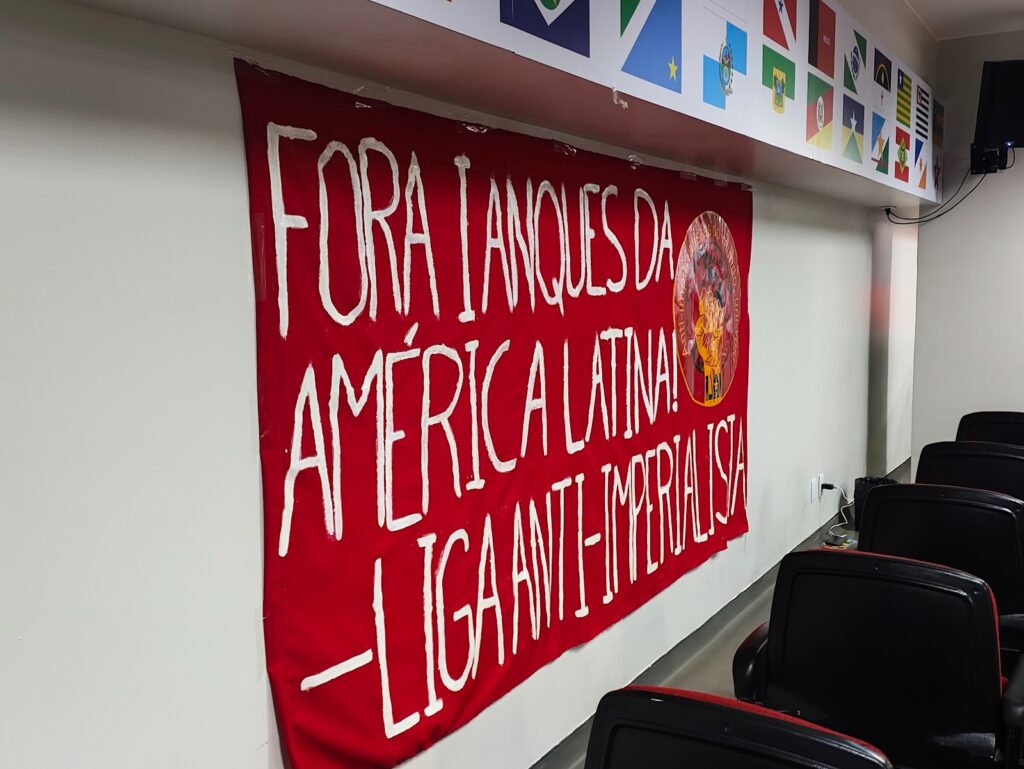 FORA IANQUES DA
AMÉRICA LATINA!
-LIGA ANTI-IMPERIALISTA